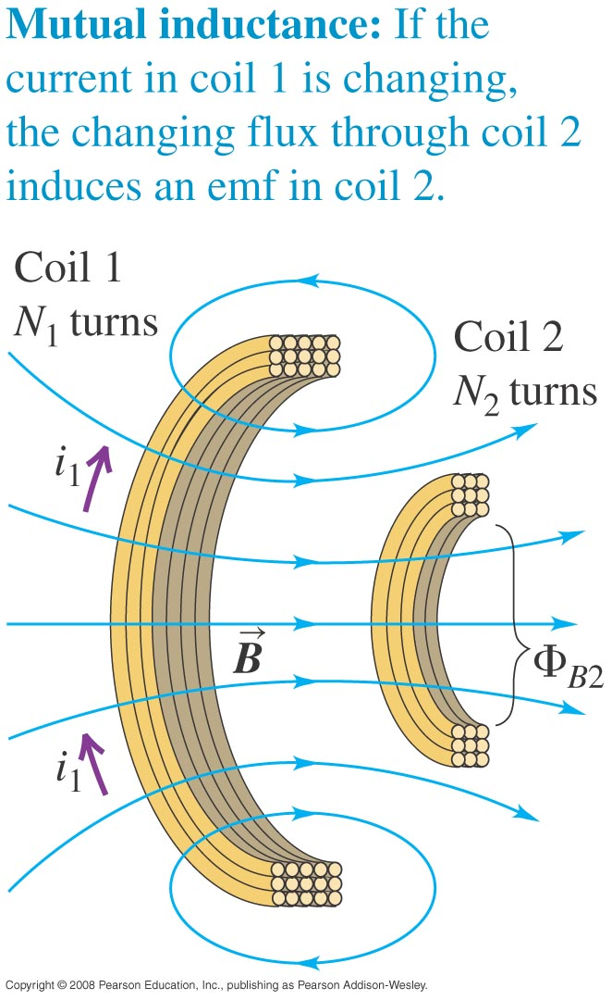 Mutual inductance: If the
current in coil 1 is changing,
the changing flux through coil 2
induces an emf in coil 2.
Coil 1
N₁ turns
Coil 2
N₂ turns
i₁
B⃗
Φ_B2
i₁
Copyright © 2008 Pearson Education, Inc., publishing as Pearson Addison-Wesley.